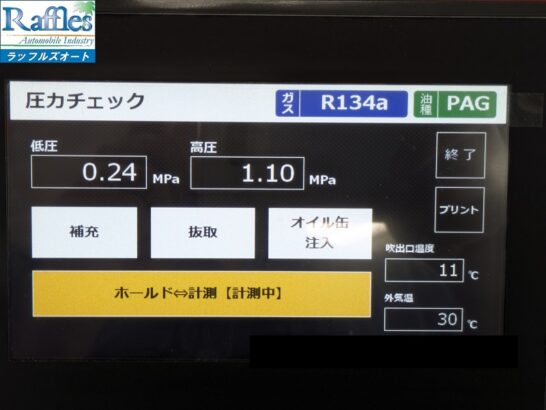 Raffles
Automobile Industry
ラッフルズオート
圧力チェック
ガス R134a
油種 PAG
低圧
0.24 MPa
高圧
1.10 MPa
終了
プリント
補充
抜取
オイル缶
注入
吹出口温度
11 ℃
ホールド⇔計測【計測中】
外気温
30 ℃